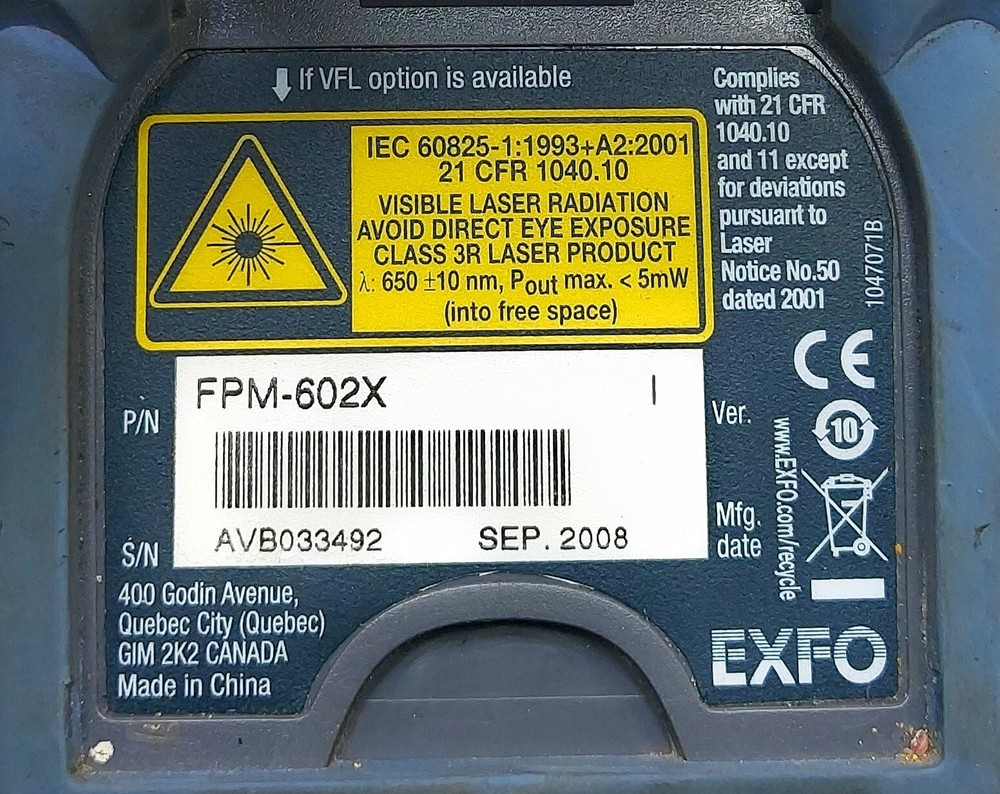 If VFL option is available
IEC 60825-1:1993+A2:2001
21 CFR 1040.10
VISIBLE LASER RADIATION
AVOID DIRECT EYE EXPOSURE
CLASS 3R LASER PRODUCT
λ: 650 ±10 nm, Pout max. < 5mW
(into free space)
Complies
with 21 CFR
1040.10
and 11 except
for deviations
pursuant to
Laser
Notice No.50
dated 2001
1047071B
CE
P/N
FPM-602X
I
Ver.
10
www.EXFO.com/recycle
S/N
AVB033492
SEP. 2008
Mfg.
date
400 Godin Avenue,
Quebec City (Quebec)
GIM 2K2 CANADA
Made in China
EXFO